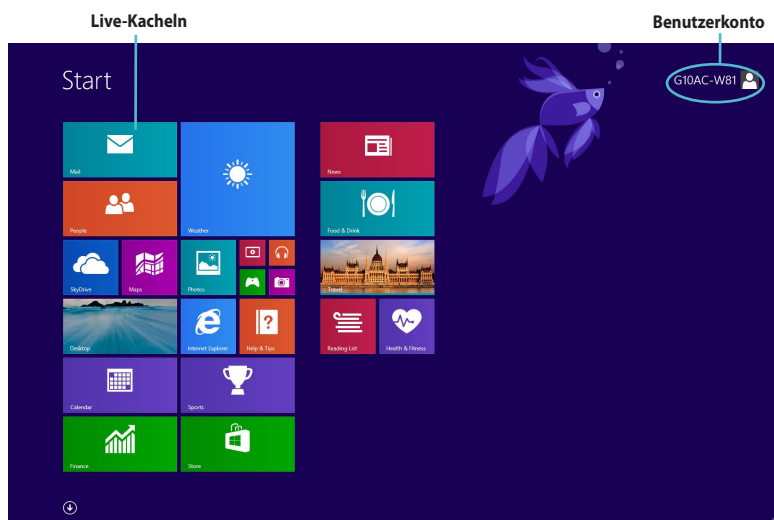 Live-Kacheln
Benutzerkonto
Start
G10AC-W81
Mail
Weather
News
People
Food & Drink
SkyDrive
Maps
Photos
Travel
Desktop
Internet Explorer
Help & Tips
Reading List
Health & Fitness
Calendar
Sports
Finance
Store